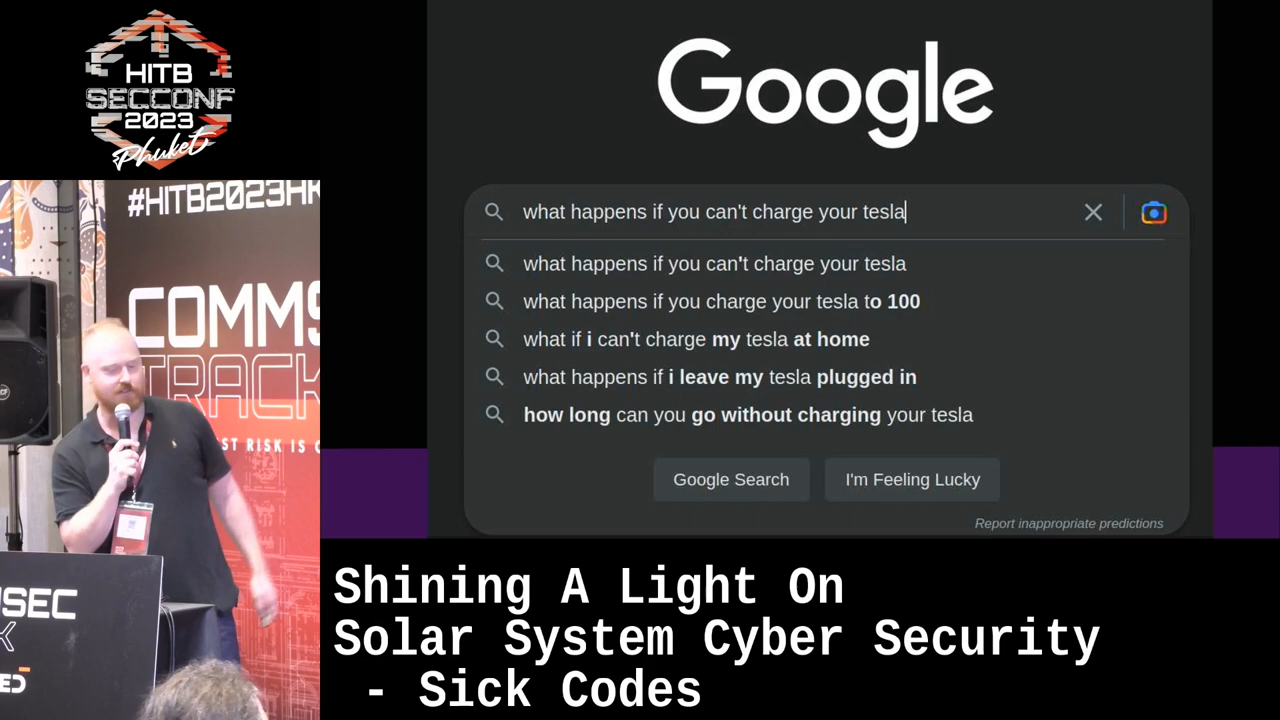 HITB
SECCONF
2023
Phuket
#HITB2023HK
COMMS
TRACK
ST RISK IS
Google
what happens if you can't charge your tesla
what happens if you can't charge your tesla
what happens if you charge your tesla to 100
what if i can't charge my tesla at home
what happens if i leave my tesla plugged in
how long can you go without charging your tesla
Google Search
I'm Feeling Lucky
Report inappropriate predictions
Shining A Light On
Solar System Cyber Security
- Sick Codes